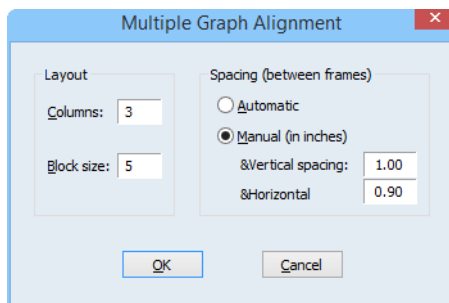 Multiple Graph Alignment
Layout
Columns: 3
Block size: 5
Spacing (between frames)
Automatic
Manual (in inches)
&Vertical spacing: 1.00
&Horizontal 0.90
OK
Cancel